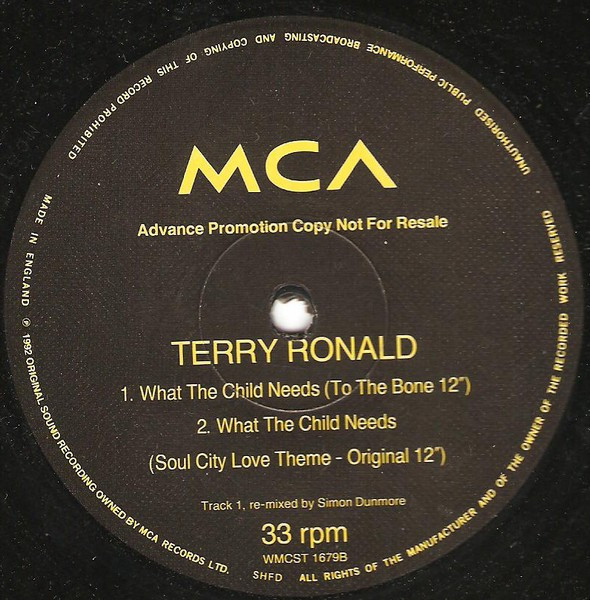 MCA
Advance Promotion Copy Not For Resale
TERRY RONALD
1. What The Child Needs (To The Bone 12")
2. What The Child Needs
(Soul City Love Theme - Original 12")
Track 1, re-mixed by Simon Dunmore
33 rpm
WMCST 1679B
SHFD
MADE IN ENGLAND ℗ 1992 ORIGINAL SOUND RECORDING OWNED BY MCA RECORDS LTD.
ALL RIGHTS OF THE MANUFACTURER AND OF THE OWNER OF THE RECORDED WORK RESERVED
UNAUTHORISED PUBLIC PERFORMANCE BROADCASTING AND COPYING OF THIS RECORD PROHIBITED